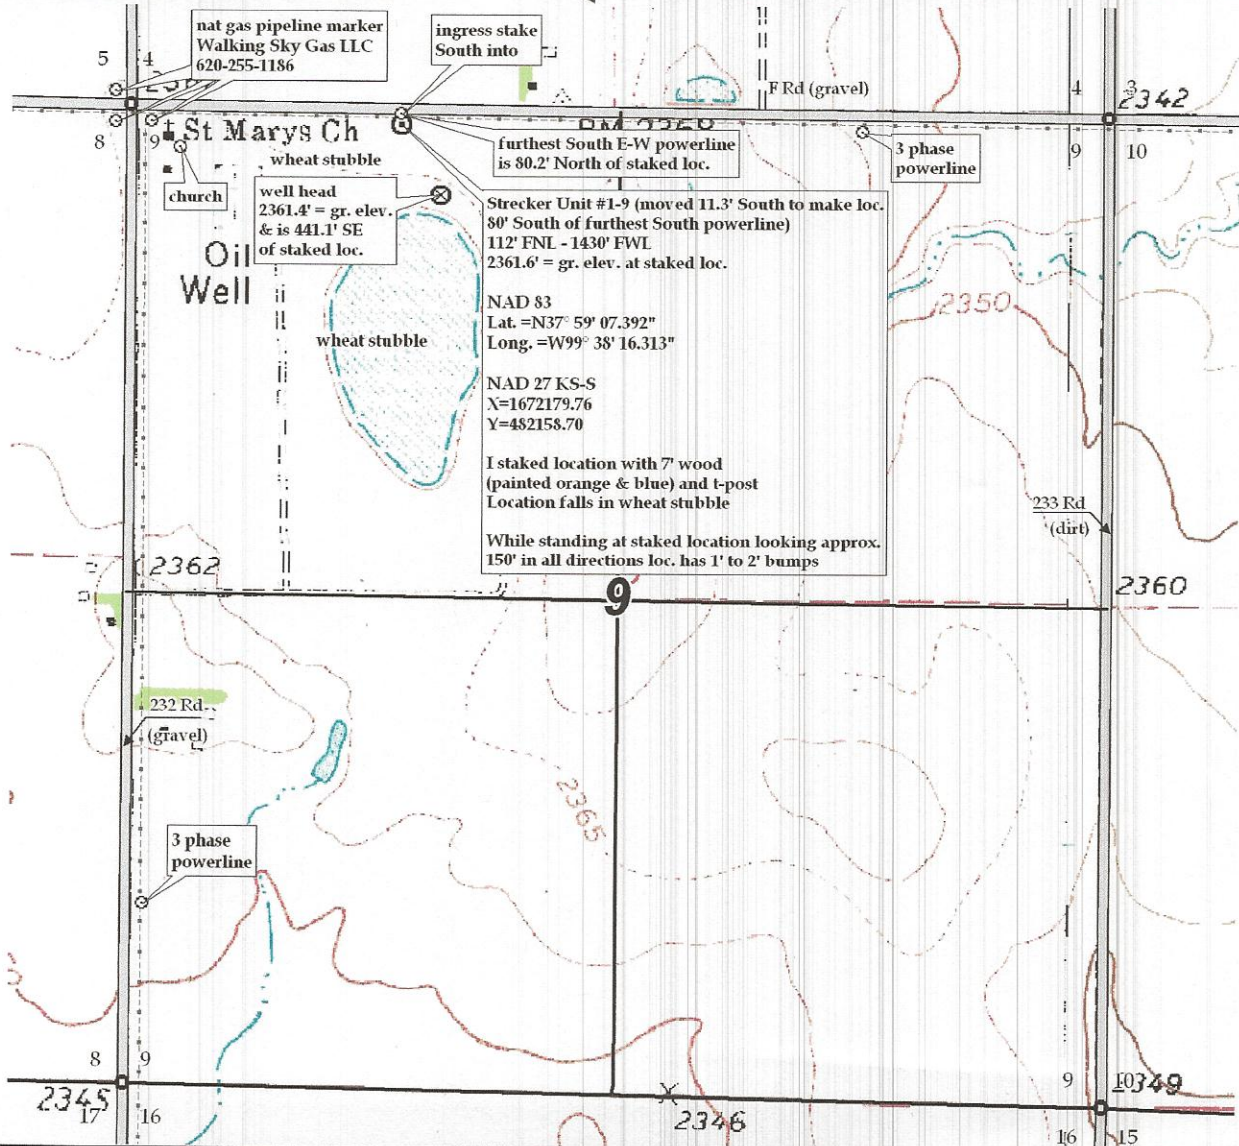 nat gas pipeline marker
Walking Sky Gas LLC
620-255-1186
ingress stake
South into
5
4
F Rd (gravel)
4
3
2342
8
9
St Marys Ch
wheat stubble
furthest South E-W powerline
is 80.2' North of staked loc.
3 phase
powerline
9
10
church
well head
2361.4' = gr. elev.
& is 441.1' SE
of staked loc.
Oil
Well
wheat stubble
Strecker Unit #1-9 (moved 11.3' South to make loc.
80' South of furthest South powerline)
112' FNL - 1430' FWL
2361.6' = gr. elev. at staked loc.
NAD 83
Lat. =N37° 59' 07.392"
Long. =W99° 38' 16.313"
NAD 27 KS-S
X=1672179.76
Y=482158.70
I staked location with 7' wood
(painted orange & blue) and t-post
Location falls in wheat stubble
While standing at staked location looking approx.
150' in all directions loc. has 1' to 2' bumps
2350
233 Rd
(dirt)
2362
9
2360
232 Rd
(gravel)
2365
3 phase
powerline
8
9
2345
17
16
2346
9
10
2349
16
15